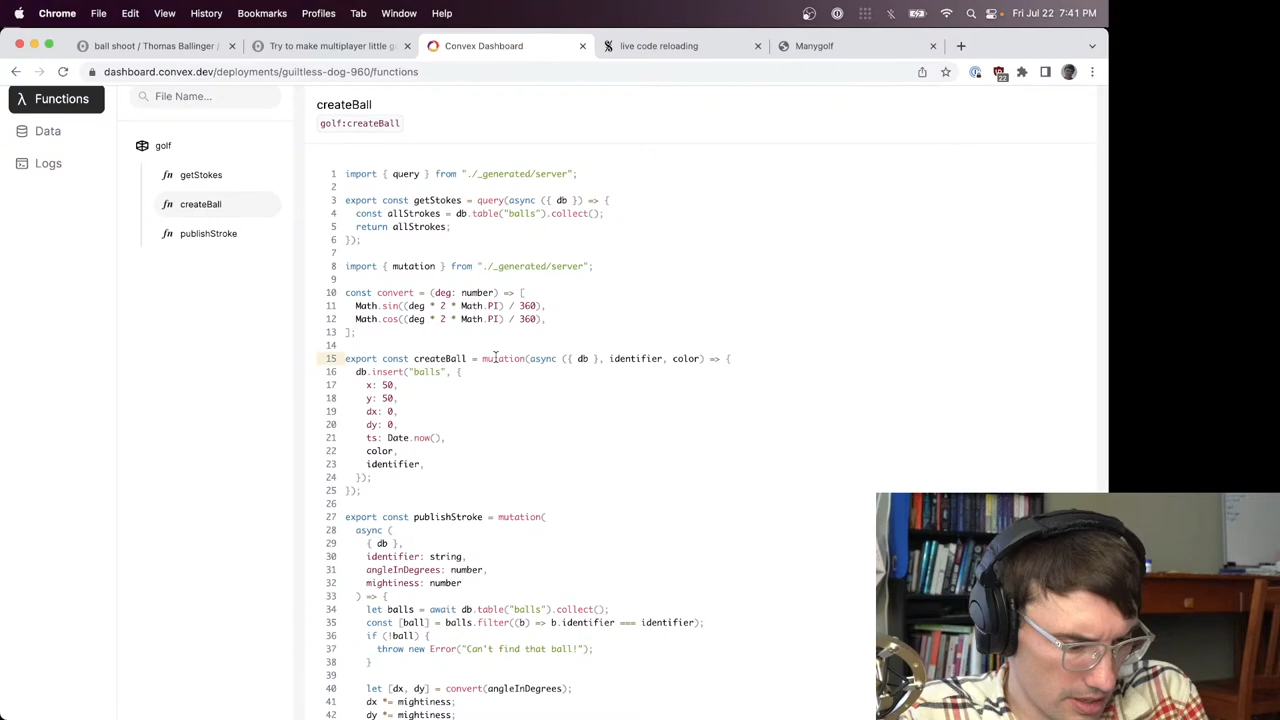 Chrome File Edit View History Bookmarks Profiles Tab Window Help Fri Jul 22 7:41 PM
ball shoot / Thomas Ballinger / Try to make multiplayer little g Convex Dashboard live code reloading Manygolf
dashboard.convex.dev/deployments/guiltless-dog-960/functions 22
Functions
Data
Logs
File Name...
golf
fn getStokes
fn createBall
fn publishStroke
createBall
golf:createBall
1 import { query } from "./_generated/server";
2
3 export const getStokes = query(async ({ db }) => {
4 const allStrokes = db.table("balls").collect();
5 return allStrokes;
6 });
7
8 import { mutation } from "./_generated/server";
9
10 const convert = (deg: number) => [
11 Math.sin((deg * 2 * Math.PI) / 360),
12 Math.cos((deg * 2 * Math.PI) / 360),
13 ];
14
15 export const createBall = mutation(async ({ db }, identifier, color) => {
16 db.insert("balls", {
17 x: 50,
18 y: 50,
19 dx: 0,
20 dy: 0,
21 ts: Date.now(),
22 color,
23 identifier,
24 });
25 });
26
27 export const publishStroke = mutation(
28 async (
29 { db },
30 identifier: string,
31 angleInDegrees: number,
32 mightiness: number
33 ) => {
34 let balls = await db.table("balls").collect();
35 const [ball] = balls.filter((b) => b.identifier === identifier);
36 if (!ball) {
37 throw new Error("Can't find that ball!");
38 }
39
40 let [dx, dy] = convert(angleInDegrees);
41 dx *= mightiness;
42 dy *= mightiness;